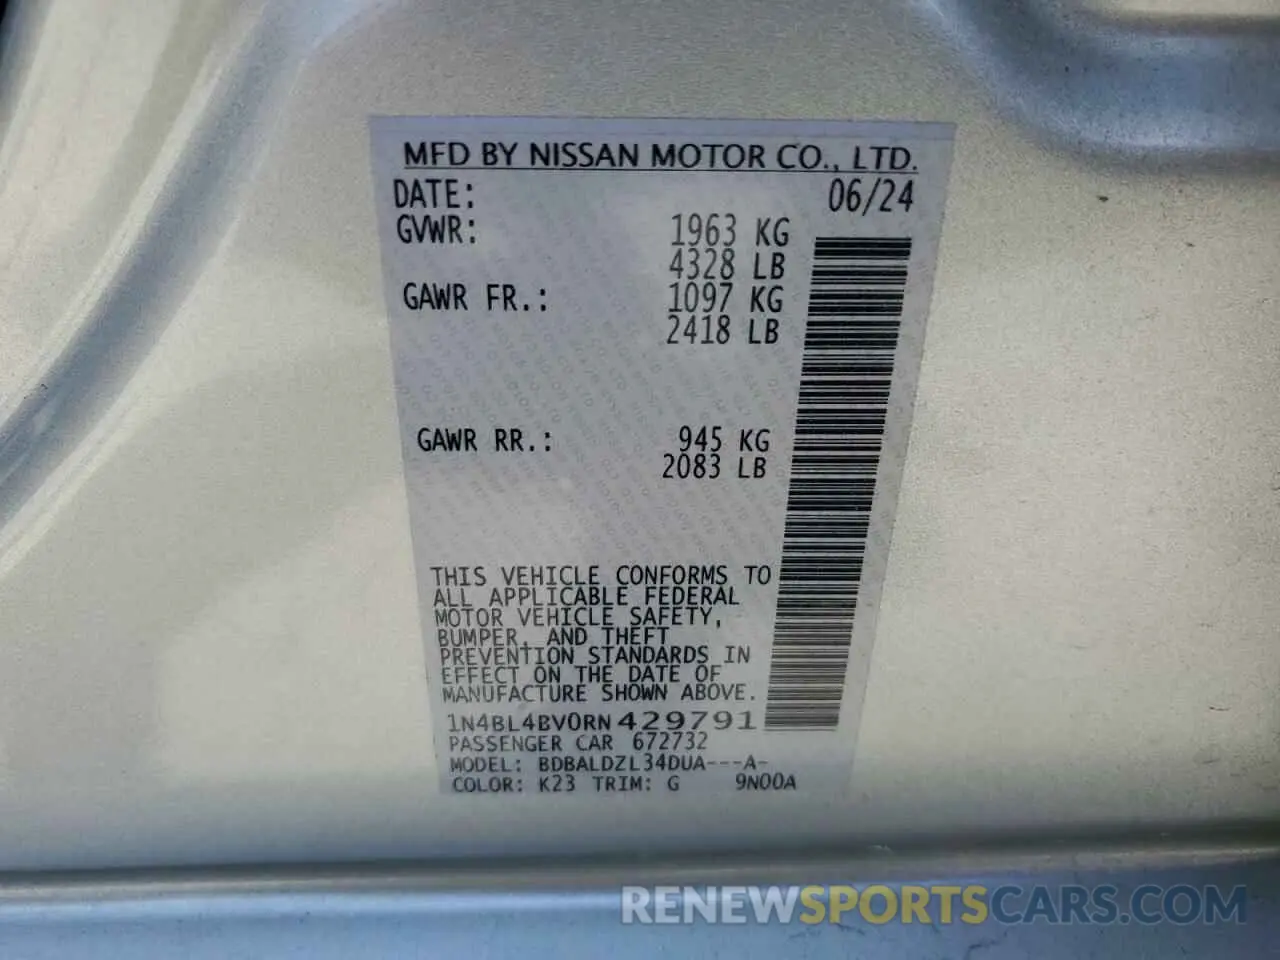 MFD BY NISSAN MOTOR CO., LTD.
DATE: 06/24
GVWR: 1963 KG
4328 LB
GAWR FR.: 1097 KG
2418 LB
GAWR RR.: 945 KG
2083 LB
THIS VEHICLE CONFORMS TO
ALL APPLICABLE FEDERAL
MOTOR VEHICLE SAFETY,
BUMPER, AND THEFT
PREVENTION STANDARDS IN
EFFECT ON THE DATE OF
MANUFACTURE SHOWN ABOVE.
1N4BL4BV0RN429791
PASSENGER CAR 672732
MODEL: BDBALDZL34DUA---A-
COLOR: K23 TRIM: G 9N00A
RENEWSPORTSCARS.COM